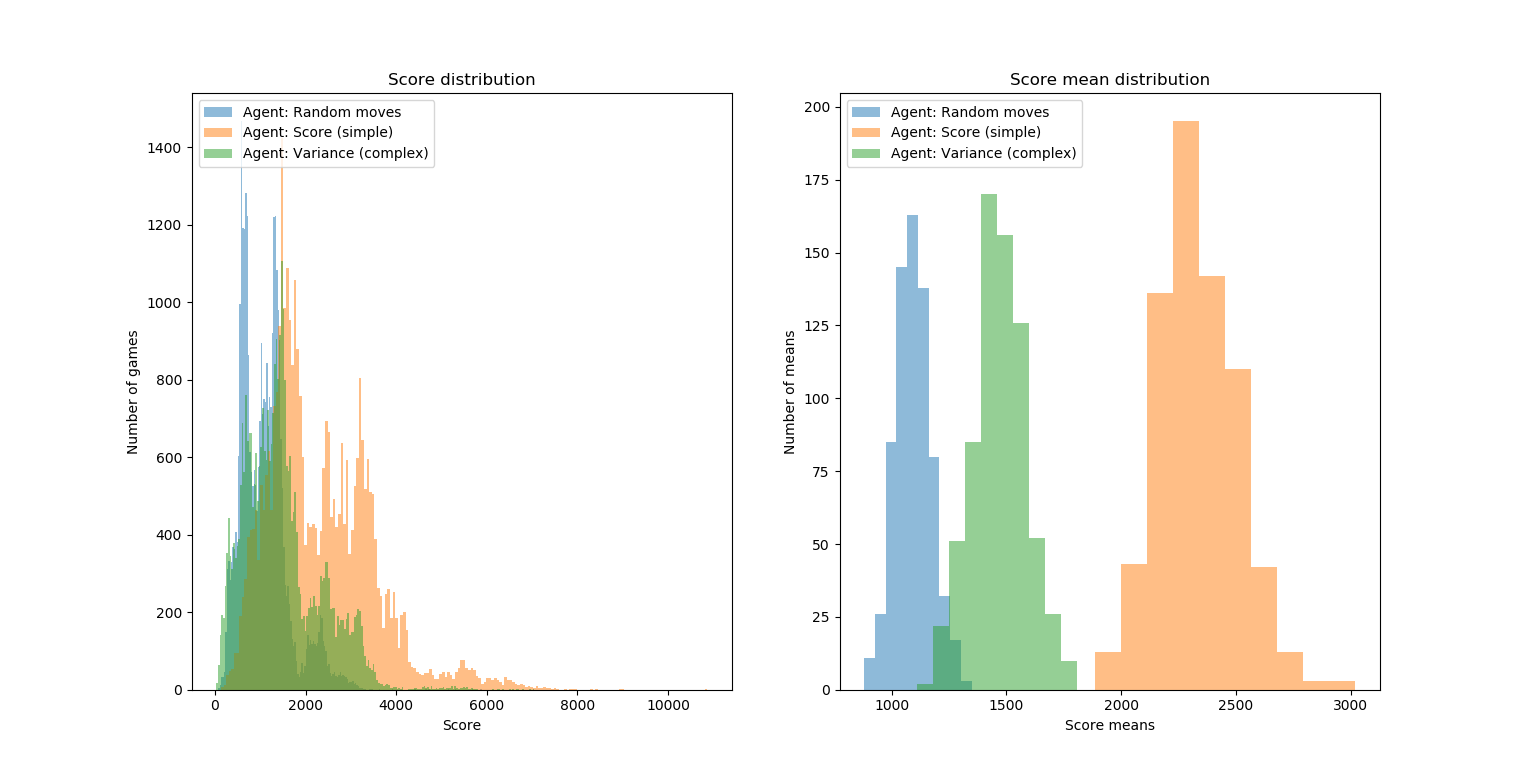 Score distribution
Agent: Random moves
Agent: Score (simple)
Agent: Variance (complex)
1400
1200
1000
800
600
400
200
0
Number of games
0 2000 4000 6000 8000 10000
Score
Score mean distribution
Agent: Random moves
Agent: Score (simple)
Agent: Variance (complex)
200
175
150
125
100
75
50
25
0
Number of means
1000 1500 2000 2500 3000
Score means